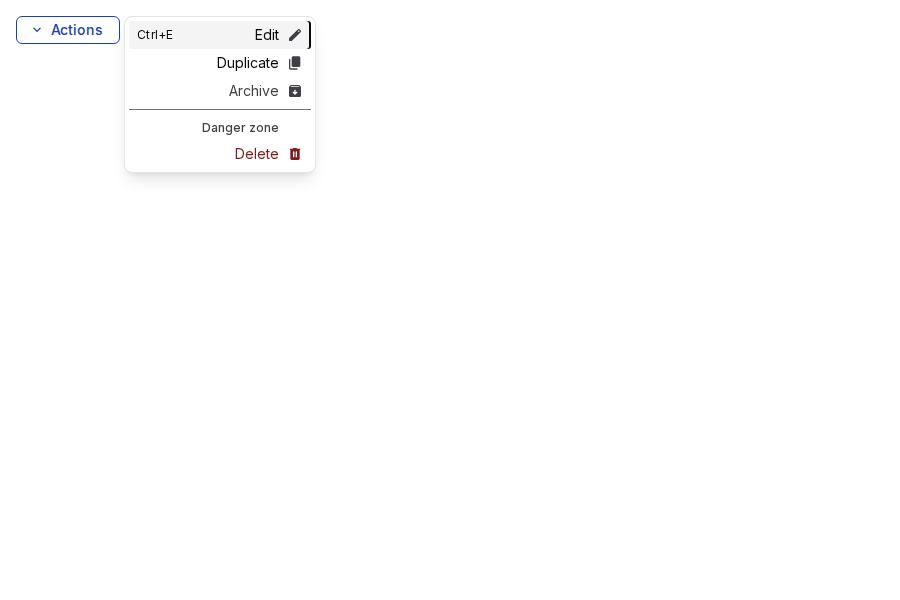 Actions
Edit Ctrl+E
Duplicate
Archive
Danger zone
Delete